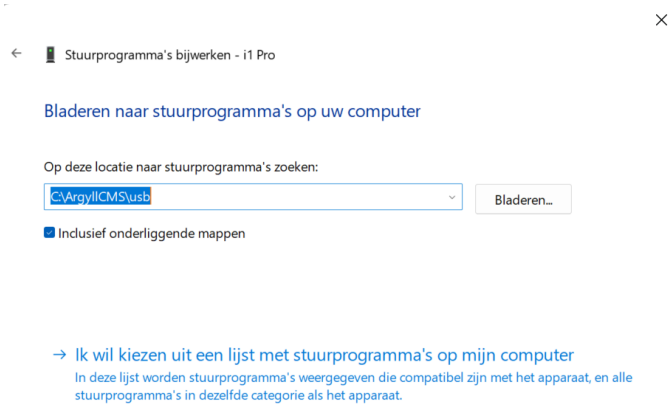 Stuurprogramma's bijwerken - i1 Pro
Bladeren naar stuurprogramma's op uw computer
Op deze locatie naar stuurprogramma's zoeken:
C:\ArgyllCMS\usb
Bladeren...
Inclusief onderliggende mappen
Ik wil kiezen uit een lijst met stuurprogramma's op mijn computer
In deze lijst worden stuurprogramma's weergegeven die compatibel zijn met het apparaat, en alle
stuurprogramma's in dezelfde categorie als het apparaat.